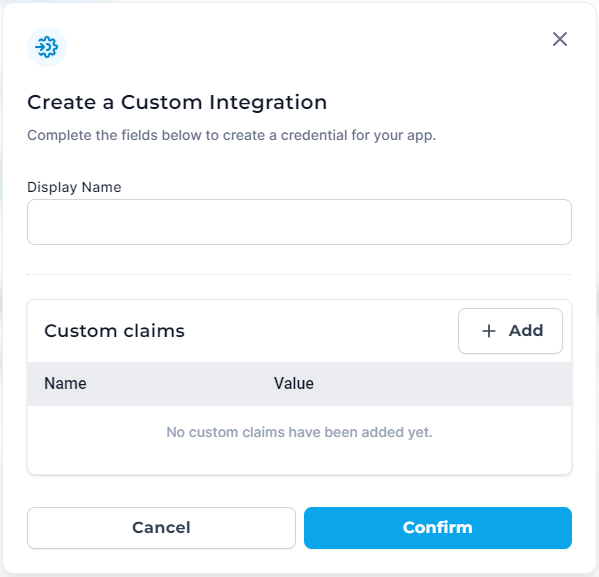 Create a Custom Integration
Complete the fields below to create a credential for your app.
Display Name
Custom claims
Add
Name Value
No custom claims have been added yet.
Cancel Confirm